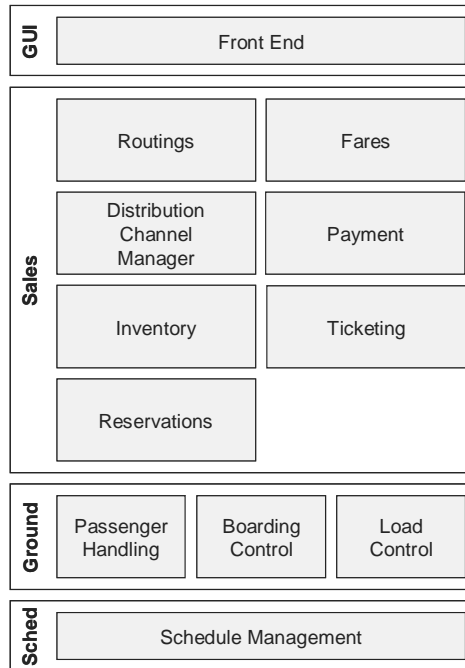 GUI
Front End
Sales
Routings
Fares
Distribution
Channel
Manager
Payment
Inventory
Ticketing
Reservations
Ground
Passenger
Handling
Boarding
Control
Load
Control
Sched
Schedule Management